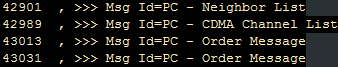 42901  , >>> Msg Id=PC - Neighbor List
42989  , >>> Msg Id=PC - CDMA Channel List
43013  , >>> Msg Id=PC - Order Message
43031  , >>> Msg Id=PC - Order Message